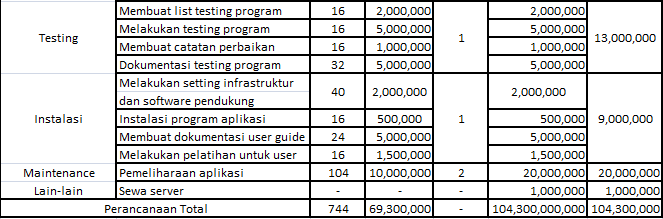 Testing
Membuat list testing program 16 2,000,000 1 2,000,000 13,000,000
Melakukan testing program 16 5,000,000 5,000,000
Membuat catatan perbaikan 16 1,000,000 1,000,000
Dokumentasi testing program 32 5,000,000 5,000,000
Instalasi
Melakukan setting infrastruktur
dan software pendukung 40 2,000,000 1 2,000,000 9,000,000
Instalasi program aplikasi 16 500,000 500,000
Membuat dokumentasi user guide 24 5,000,000 5,000,000
Melakukan pelatihan untuk user 16 1,500,000 1,500,000
Maintenance Pemeliharaan aplikasi 104 10,000,000 2 20,000,000 20,000,000
Lain-lain Sewa server - - - 1,000,000 1,000,000
Perancanaan Total 744 69,300,000 - 104,300,000,000 104,300,000